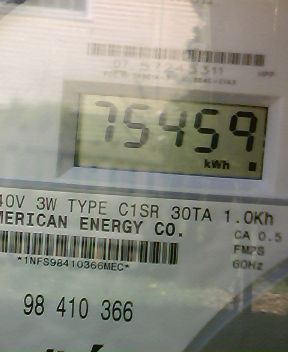 75459
kWh
40V 3W TYPE C1SR 30TA 1.0Kh
MERICAN ENERGY CO.
CA 0.5
*1NFS98410366MEC*
FM2S
60Hz
98 410 366